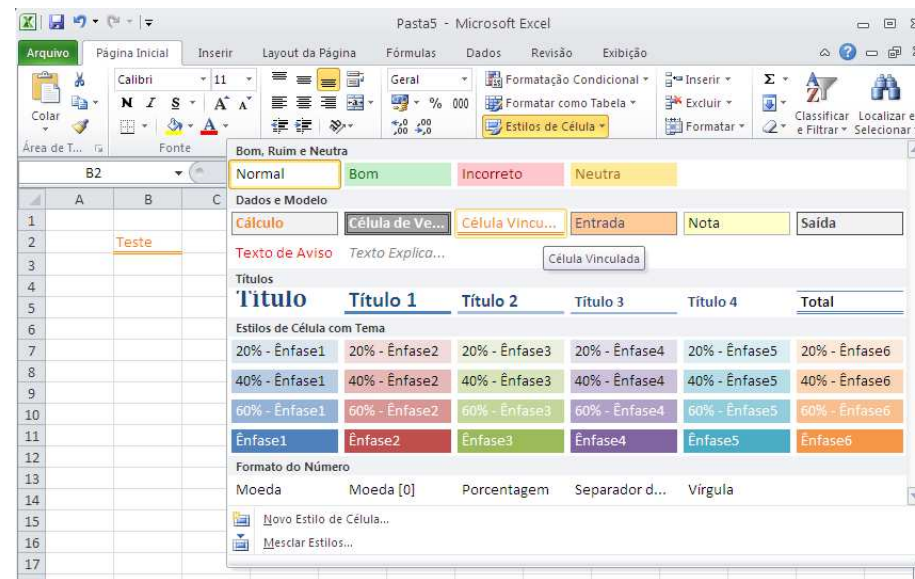 Pasta5 - Microsoft Excel
Arquivo Página Inicial Inserir Layout da Página Fórmulas Dados Revisão Exibição
Colar
Área de T...
Calibri 11
N I S A A
A
Fonte
Geral
% 000
Formatação Condicional
Formatar como Tabela
Estilos de Célula
Inserir
Excluir
Formatar
Σ
Classificar e Filtrar
Localizar e Selecionar
B2
A B C
1
2 Teste
3
4
5
6
7
8
9
10
11
12
13
14
15
16
17
Bom, Ruim e Neutra
Normal Bom Incorreto Neutra
Dados e Modelo
Cálculo Célula de Ve... Célula Vincu... Entrada Nota Saída
Texto de Aviso Texto Explica...
Célula Vinculada
Títulos
Título Título 1 Título 2 Título 3 Título 4 Total
Estilos de Célula com Tema
20% - Ênfase1 20% - Ênfase2 20% - Ênfase3 20% - Ênfase4 20% - Ênfase5 20% - Ênfase6
40% - Ênfase1 40% - Ênfase2 40% - Ênfase3 40% - Ênfase4 40% - Ênfase5 40% - Ênfase6
60% - Ênfase1 60% - Ênfase2 60% - Ênfase3 60% - Ênfase4 60% - Ênfase5 60% - Ênfase6
Ênfase1 Ênfase2 Ênfase3 Ênfase4 Ênfase5 Ênfase6
Formato do Número
Moeda Moeda [0] Porcentagem Separador d... Vírgula
Novo Estilo de Célula...
Mesclar Estilos...